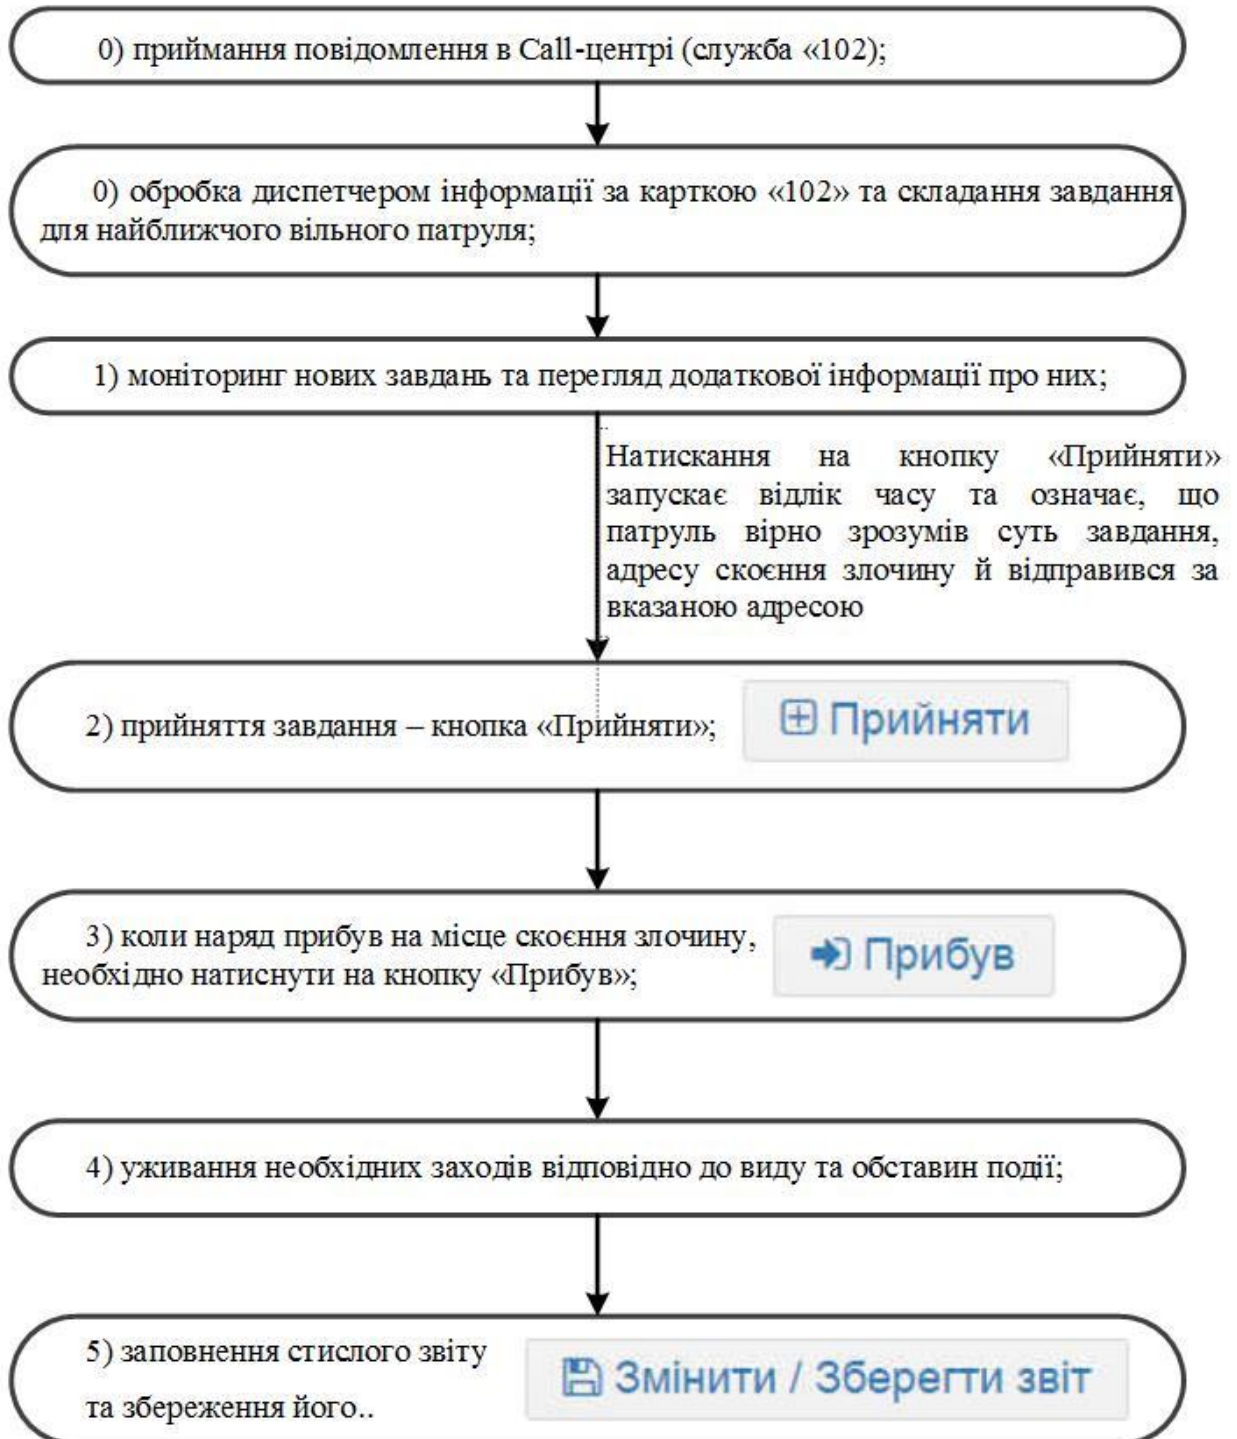 0) приймання повідомлення в Call-центрі (служба «102);
0) обробка диспетчером інформації за карткою «102» та складання завдання
для найближчого вільного патруля;
1) моніторинг нових завдань та перегляд додаткової інформації про них;
Натискання на кнопку «Прийняти»
запускає відлік часу та означає, що
патруль вірно зрозумів суть завдання,
адресу скоєння злочину й відправився за
вказаною адресою
2) прийняття завдання – кнопка «Прийняти»;
Прийняти
3) коли наряд прибув на місце скоєння злочину,
необхідно натиснути на кнопку «Прибув»;
Прибув
4) уживання необхідних заходів відповідно до виду та обставин події;
5) заповнення стислого звіту
та збереження його..
Змінити / Зберегти звіт